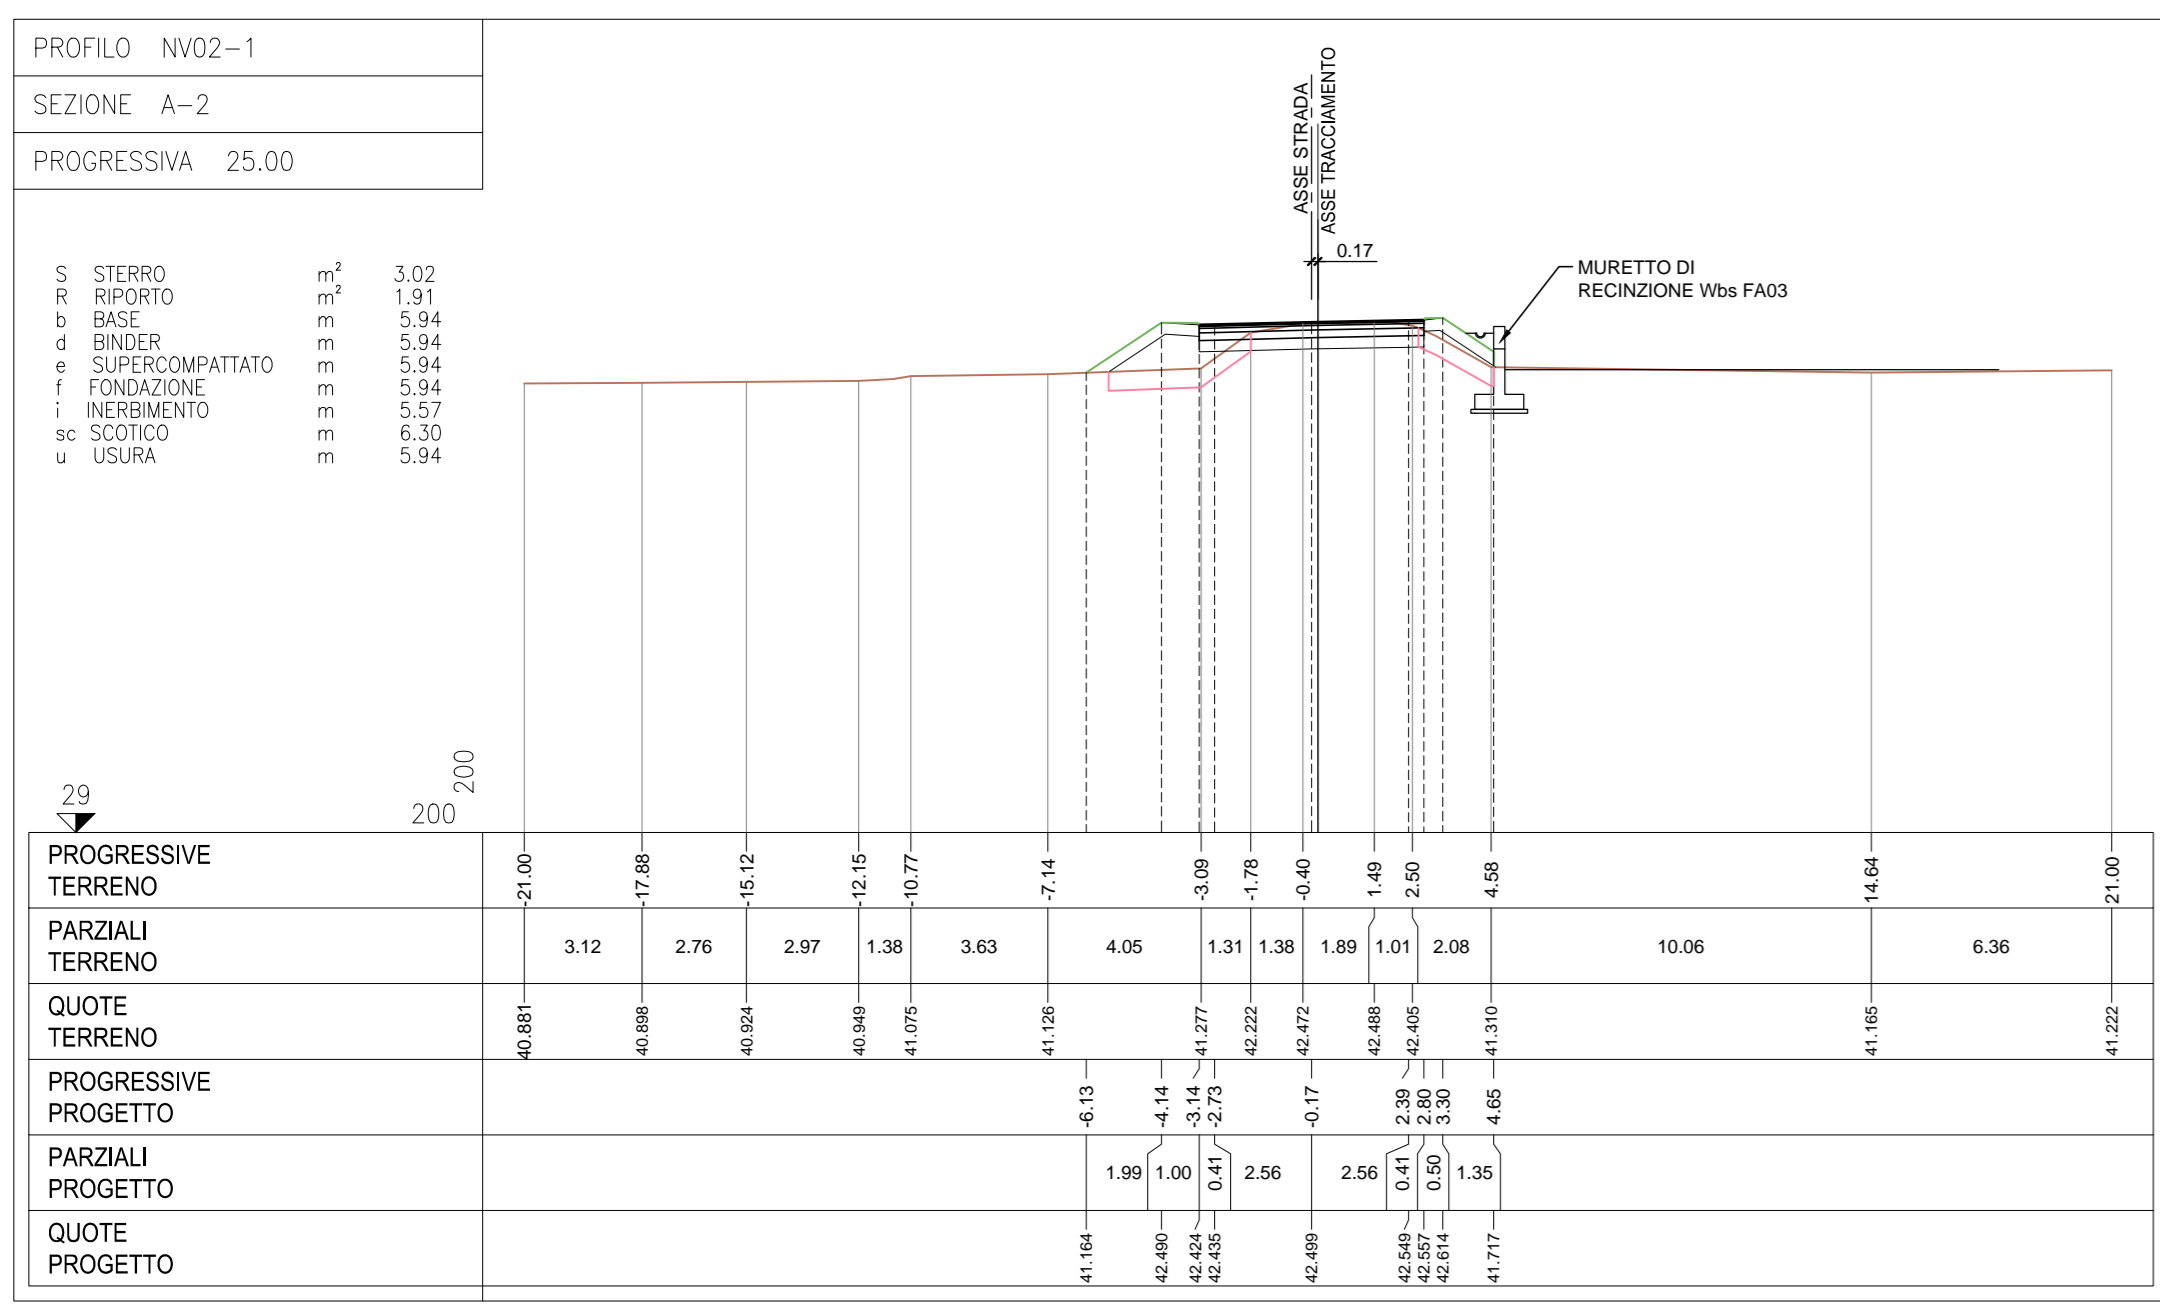 PROFILO NV02-1
SEZIONE A-2
PROGRESSIVA 25.00
ASSE STRADA
ASSE TRACCIAMENTO
0.17
MURETTO DI
RECINZIONE Wbs FA03
S STERRO m² 3.02
R RIPORTO m² 1.91
b BASE m 5.94
d BINDER m 5.94
e SUPERCOMPATTATO m 5.94
f FONDAZIONE m 5.94
i INERBIMENTO m 5.57
sc SCOTICO m 6.30
u USURA m 5.94
29
200
200
PROGRESSIVE
TERRENO
-21.00 -17.88 -15.12 -12.15 -10.77 -7.14 -3.09 -1.78 -0.40 1.49 2.50 4.58 14.64 21.00
PARZIALI
TERRENO
3.12 2.76 2.97 1.38 3.63 4.05 1.31 1.38 1.89 1.01 2.08 10.06 6.36
QUOTE
TERRENO
40.881 40.898 40.924 40.949 41.075 41.126 41.277 42.222 42.472 42.488 42.405 41.310 41.165 41.222
PROGRESSIVE
PROGETTO
-6.13 -4.14 -3.14 -2.73 -0.17 2.39 2.80 3.30 4.65
PARZIALI
PROGETTO
1.99 1.00 0.41 2.56 2.56 0.41 0.50 1.35
QUOTE
PROGETTO
41.164 42.490 42.424 42.435 42.499 42.549 42.557 42.614 41.717